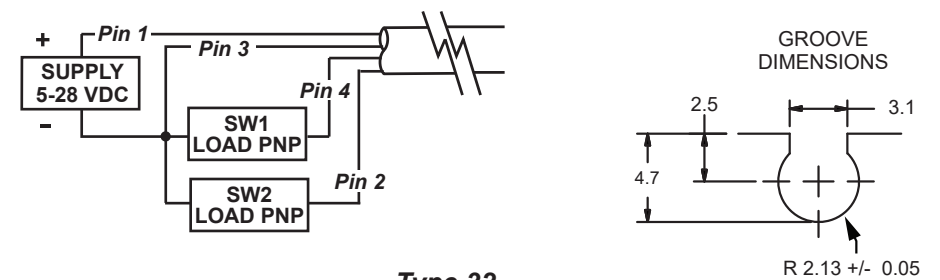 Pin 1
+
Pin 3
SUPPLY
5-28 VDC
Pin 4
-
SW1
LOAD PNP
Pin 2
SW2
LOAD PNP
GROOVE
DIMENSIONS
2.5
3.1
4.7
R 2.13 +/- 0.05